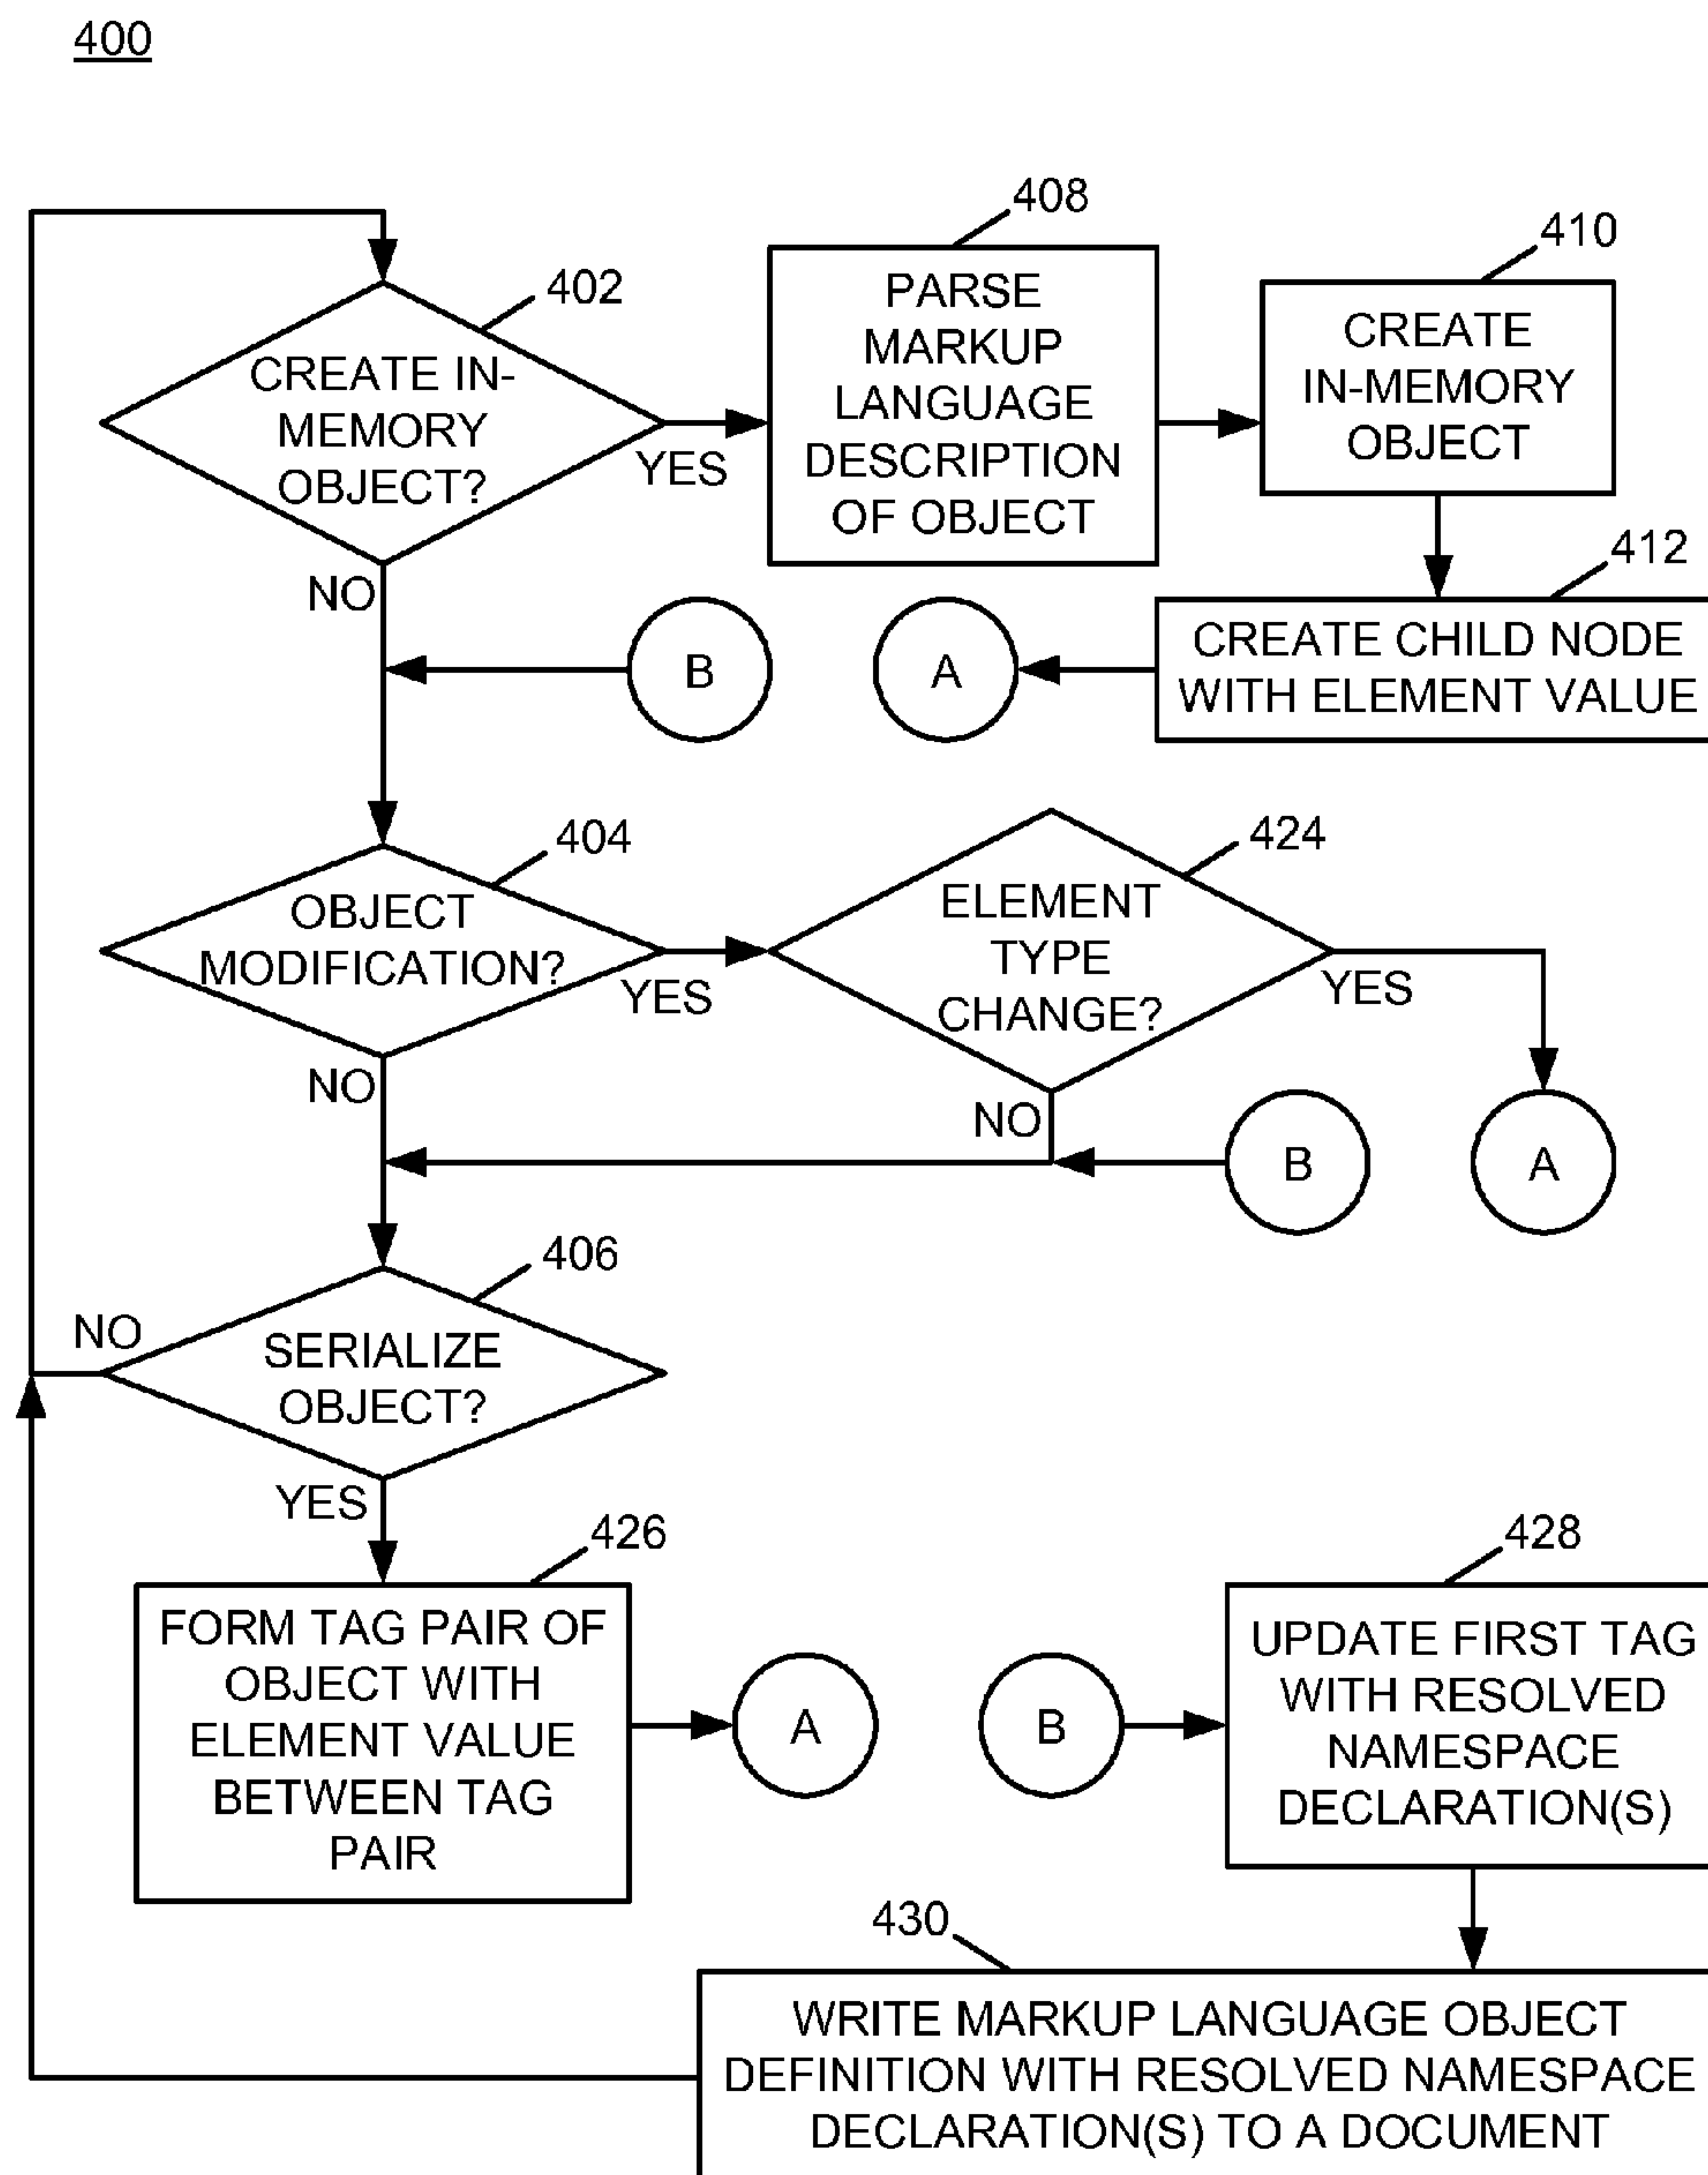 400
408
410
402
PARSE
MARKUP
LANGUAGE
DESCRIPTION
OF OBJECT
CREATE
IN-MEMORY
OBJECT
CREATE IN-
MEMORY
OBJECT?
YES
412
NO
CREATE CHILD NODE
WITH ELEMENT VALUE
B
A
404
424
OBJECT
MODIFICATION?
ELEMENT
TYPE
CHANGE?
YES
YES
NO
NO
B
A
406
NO
SERIALIZE
OBJECT?
YES
426
428
FORM TAG PAIR OF
OBJECT WITH
ELEMENT VALUE
BETWEEN TAG
PAIR
A
B
UPDATE FIRST TAG
WITH RESOLVED
NAMESPACE
DECLARATION(S)
430
WRITE MARKUP LANGUAGE OBJECT
DEFINITION WITH RESOLVED NAMESPACE
DECLARATION(S) TO A DOCUMENT